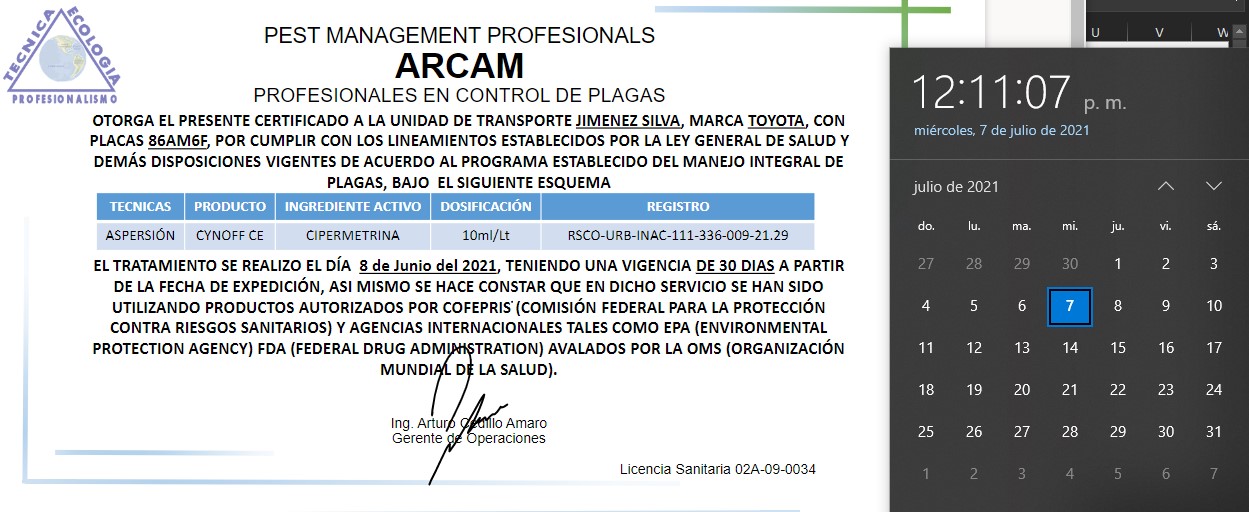 TECNICA ECOLOGIA
PROFESIONALISMO
PEST MANAGEMENT PROFESIONALS
ARCAM
PROFESIONALES EN CONTROL DE PLAGAS
OTORGA EL PRESENTE CERTIFICADO A LA UNIDAD DE TRANSPORTE JIMENEZ SILVA, MARCA TOYOTA, CON
PLACAS 86AM6F, POR CUMPLIR CON LOS LINEAMIENTOS ESTABLECIDOS POR LA LEY GENERAL DE SALUD Y
DEMÁS DISPOSICIONES VIGENTES DE ACUERDO AL PROGRAMA ESTABLECIDO DEL MANEJO INTEGRAL DE
PLAGAS, BAJO EL SIGUIENTE ESQUEMA
TECNICAS PRODUCTO INGREDIENTE ACTIVO DOSIFICACIÓN REGISTRO
ASPERSIÓN CYNOFF CE CIPERMETRINA 10ml/Lt RSCO-URB-INAC-111-336-009-21.29
EL TRATAMIENTO SE REALIZO EL DÍA 8 de Junio del 2021, TENIENDO UNA VIGENCIA DE 30 DIAS A PARTIR
DE LA FECHA DE EXPEDICIÓN, ASI MISMO SE HACE CONSTAR QUE EN DICHO SERVICIO SE HAN SIDO
UTILIZANDO PRODUCTOS AUTORIZADOS POR COFEPRIS (COMISIÓN FEDERAL PARA LA PROTECCIÓN
CONTRA RIESGOS SANITARIOS) Y AGENCIAS INTERNACIONALES TALES COMO EPA (ENVIRONMENTAL
PROTECTION AGENCY) FDA (FEDERAL DRUG ADMINISTRATION) AVALADOS POR LA OMS (ORGANIZACIÓN
MUNDIAL DE LA SALUD).
Ing. Arturo Cedillo Amaro
Gerente de Operaciones
Licencia Sanitaria 02A-09-0034
U V W
12:11:07 p. m.
miércoles, 7 de julio de 2021
julio de 2021
do. lu. ma. mi. ju. vi. sá.
27 28 29 30 1 2 3
4 5 6 7 8 9 10
11 12 13 14 15 16 17
18 19 20 21 22 23 24
25 26 27 28 29 30 31
1 2 3 4 5 6 7